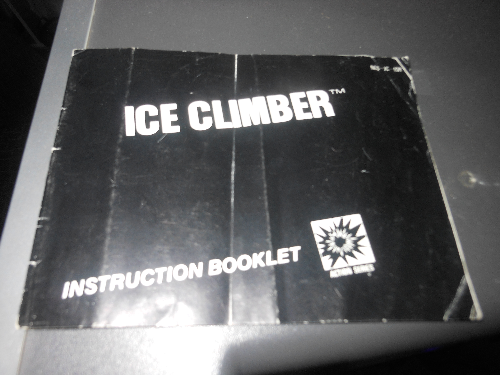 ICE CLIMBER™
INSTRUCTION BOOKLET
ACTION SERIES